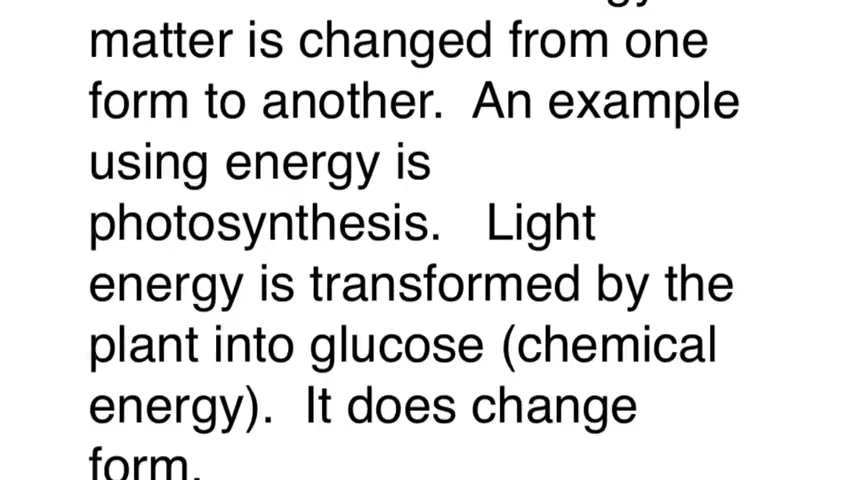 matter is changed from one
form to another.  An example
using energy is
photosynthesis.   Light
energy is transformed by the
plant into glucose (chemical
energy).  It does change
form.